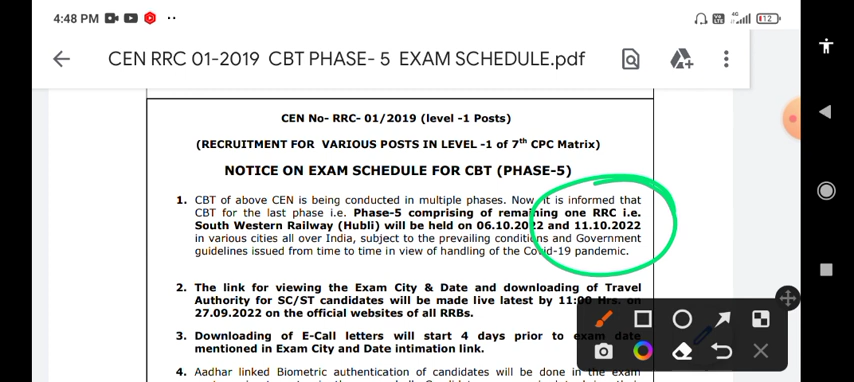 4:48 PM
4G
12
CEN RRC 01-2019 CBT PHASE- 5 EXAM SCHEDULE.pdf
CEN No- RRC- 01/2019 (level -1 Posts)
(RECRUITMENT FOR VARIOUS POSTS IN LEVEL -1 of 7th CPC Matrix)
NOTICE ON EXAM SCHEDULE FOR CBT (PHASE-5)
1. CBT of above CEN is being conducted in multiple phases. Now, it is informed that
CBT for the last phase i.e. Phase-5 comprising of remaining one RRC i.e.
South Western Railway (Hubli) will be held on 06.10.2022 and 11.10.2022
in various cities all over India, subject to the prevailing conditions and Government
guidelines issued from time to time in view of handling of the Covid-19 pandemic.
2. The link for viewing the Exam City & Date and downloading of Travel
Authority for SC/ST candidates will be made live latest by 11:00 Hrs. on
27.09.2022 on the official websites of all RRBs.
3. Downloading of E-Call letters will start 4 days prior to exam date
mentioned in Exam City and Date intimation link.
4. Aadhar linked Biometric authentication of candidates will be done in the exam